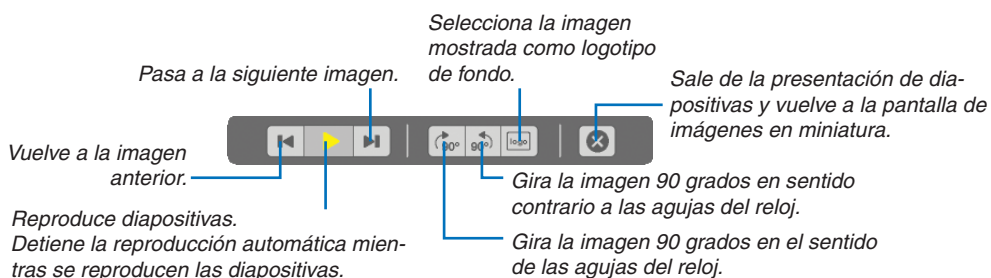 Selecciona la imagen
mostrada como logotipo
de fondo.
Pasa a la siguiente imagen.
Sale de la presentación de dia-
positivas y vuelve a la pantalla de
imágenes en miniatura.
90°
90°
logo
Vuelve a la imagen
anterior.
Gira la imagen 90 grados en sentido
contrario a las agujas del reloj.
Reproduce diapositivas.
Detiene la reproducción automática mien-
tras se reproducen las diapositivas.
Gira la imagen 90 grados en el sentido
de las agujas del reloj.